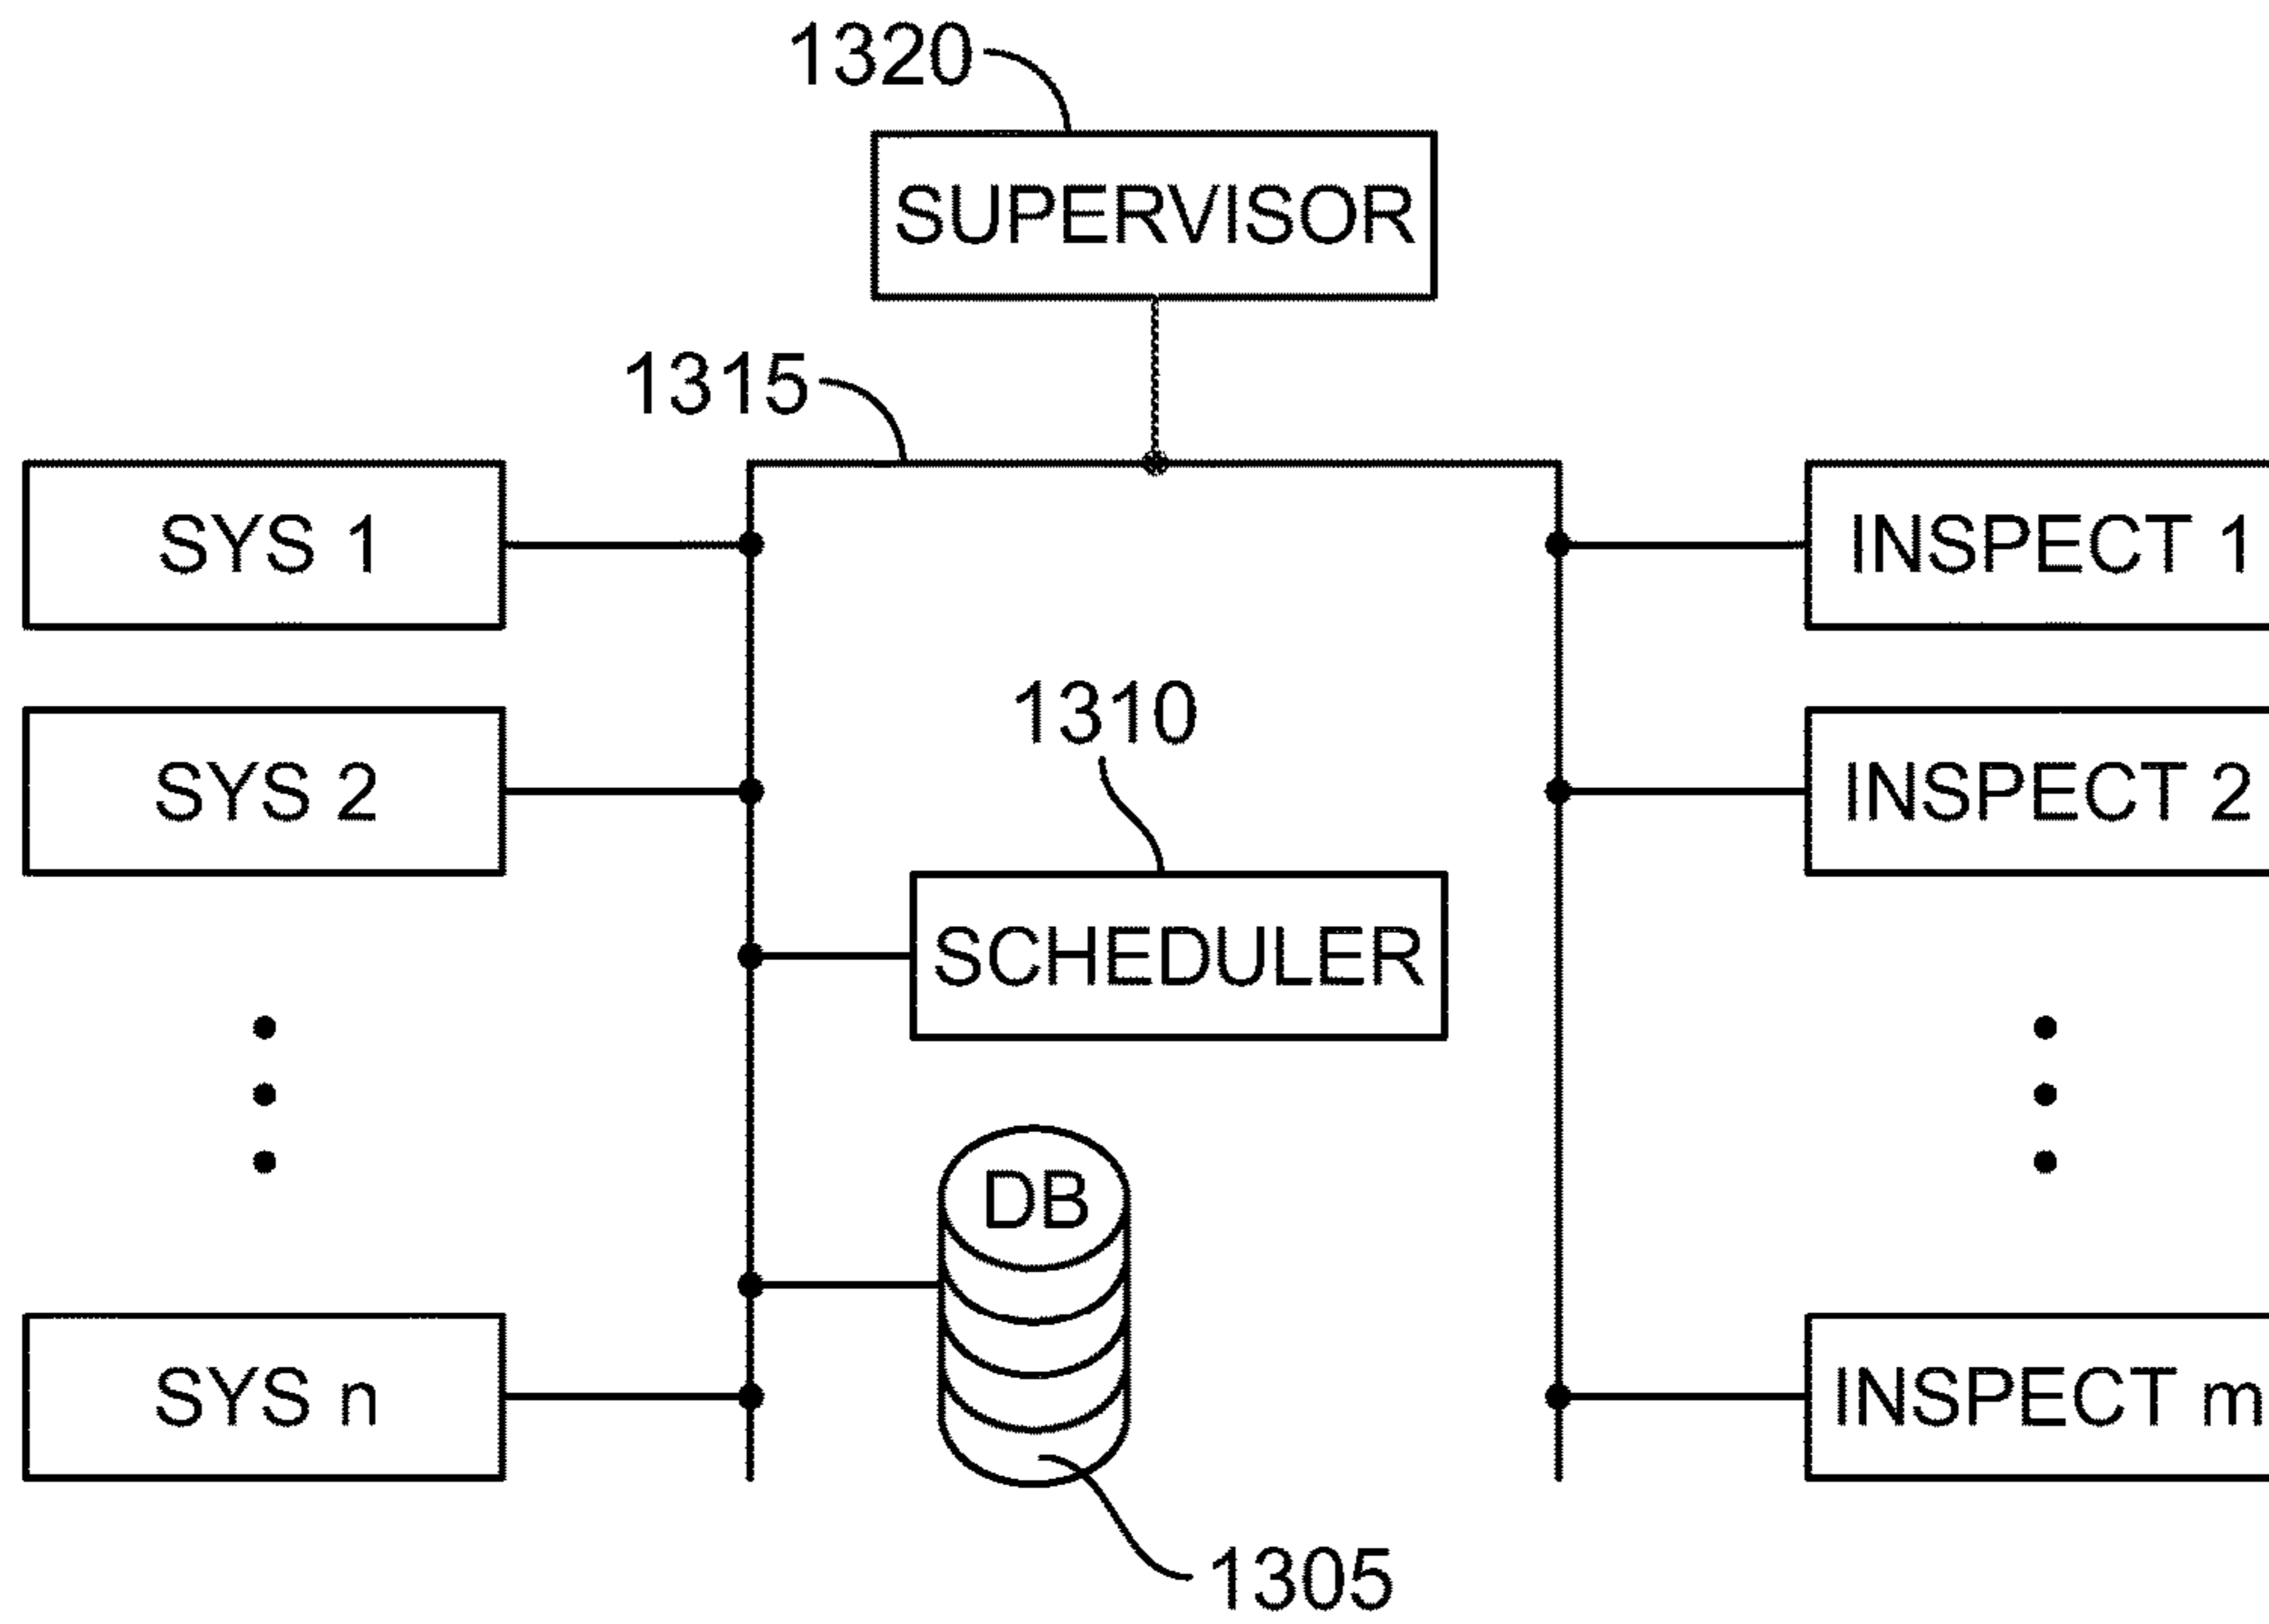 1320
SUPERVISOR
1315
SYS 1
INSPECT 1
1310
SYS 2
INSPECT 2
SCHEDULER
DB
SYS n
INSPECT m
1305